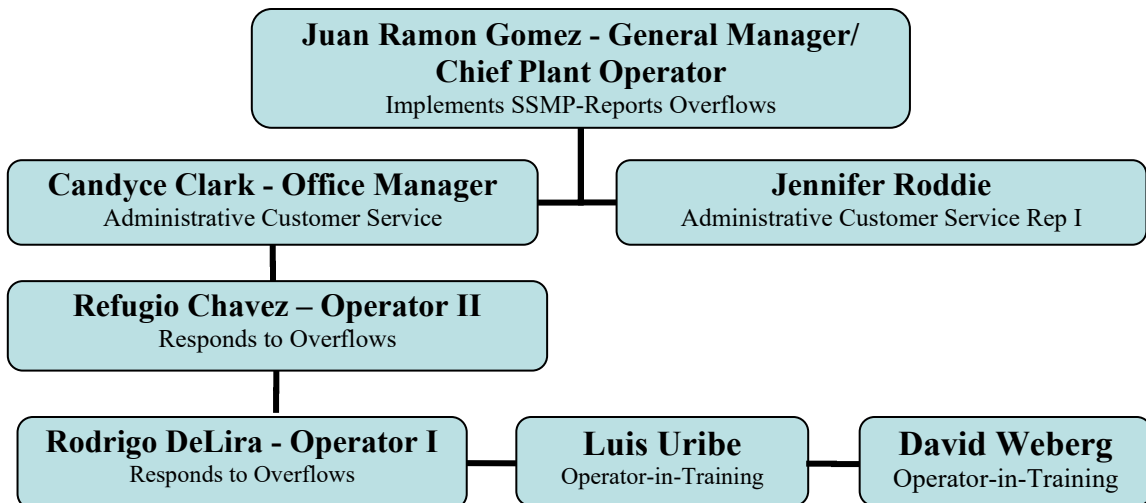 Juan Ramon Gomez - General Manager/
Chief Plant Operator
Implements SSMP-Reports Overflows
Candyce Clark - Office Manager
Administrative Customer Service
Jennifer Roddie
Administrative Customer Service Rep I
Refugio Chavez – Operator II
Responds to Overflows
Rodrigo DeLira - Operator I
Responds to Overflows
Luis Uribe
Operator-in-Training
David Weberg
Operator-in-Training